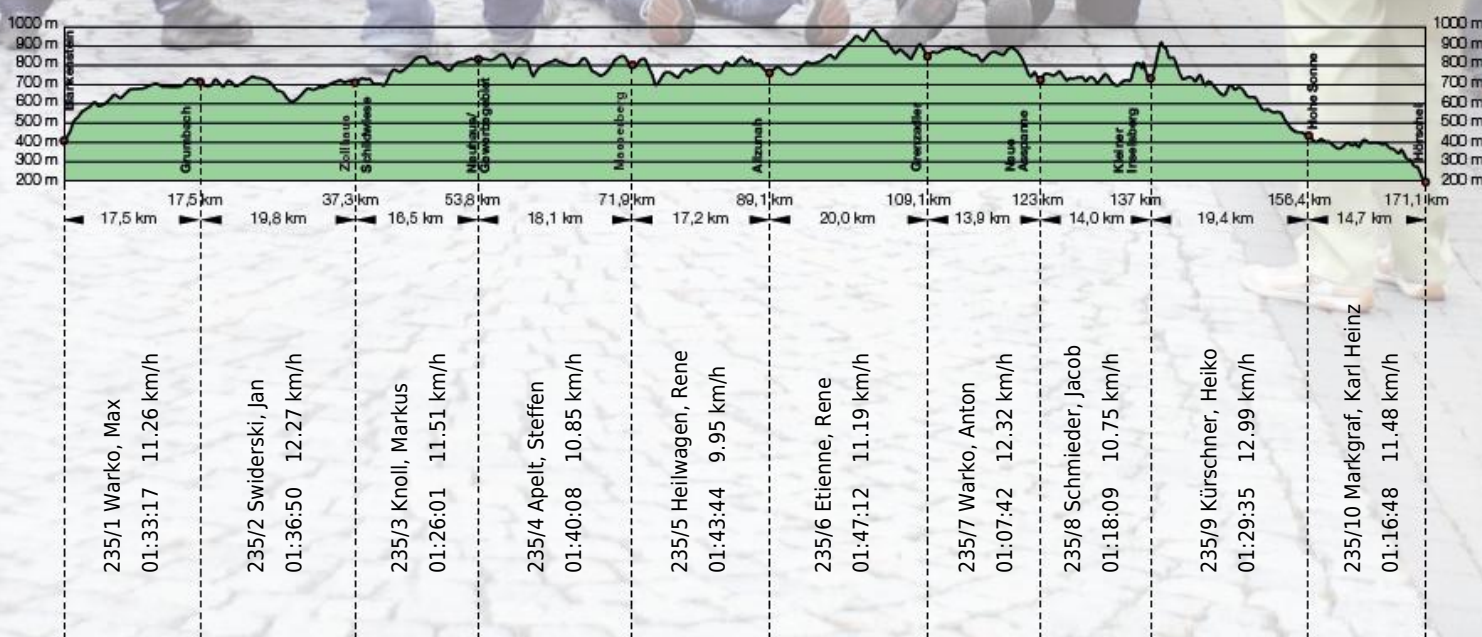 1000 m
900 m
800 m
700 m
600 m
500 m
400 m
300 m
200 m
1000 m
900 m
800 m
700 m
600 m
500 m
400 m
300 m
200 m
Blankenstein
Grumbach
Zollhaus
Schildwiese
Neuhaus/
Masserberg
Allzunah
Grenzadler
Neue
Ausspanne
Kleiner
Inselsberg
Hohe Sonne
Hörschel
17,5 km
37,3 km
53,8 km
71,9 km
89,1 km
109,1 km
123 km
137 km
156,4 km
171,1 km
17,5 km
19,8 km
16,5 km
18,1 km
17,2 km
20,0 km
13,9 km
14,0 km
19,4 km
14,7 km
235/1 Warko, Max
01:33:17 11.26 km/h
235/2 Swiderski, Jan
01:36:50 12.27 km/h
235/3 Knoll, Markus
01:26:01 11.51 km/h
235/4 Apelt, Steffen
01:40:08 10.85 km/h
235/5 Heilwagen, Rene
01:43:44 9.95 km/h
235/6 Etienne, Rene
01:47:12 11.19 km/h
235/7 Warko, Anton
01:07:42 12.32 km/h
235/8 Schmieder, Jacob
01:18:09 10.75 km/h
235/9 Kürschner, Heiko
01:29:35 12.99 km/h
235/10 Markgraf, Karl Heinz
01:16:48 11.48 km/h